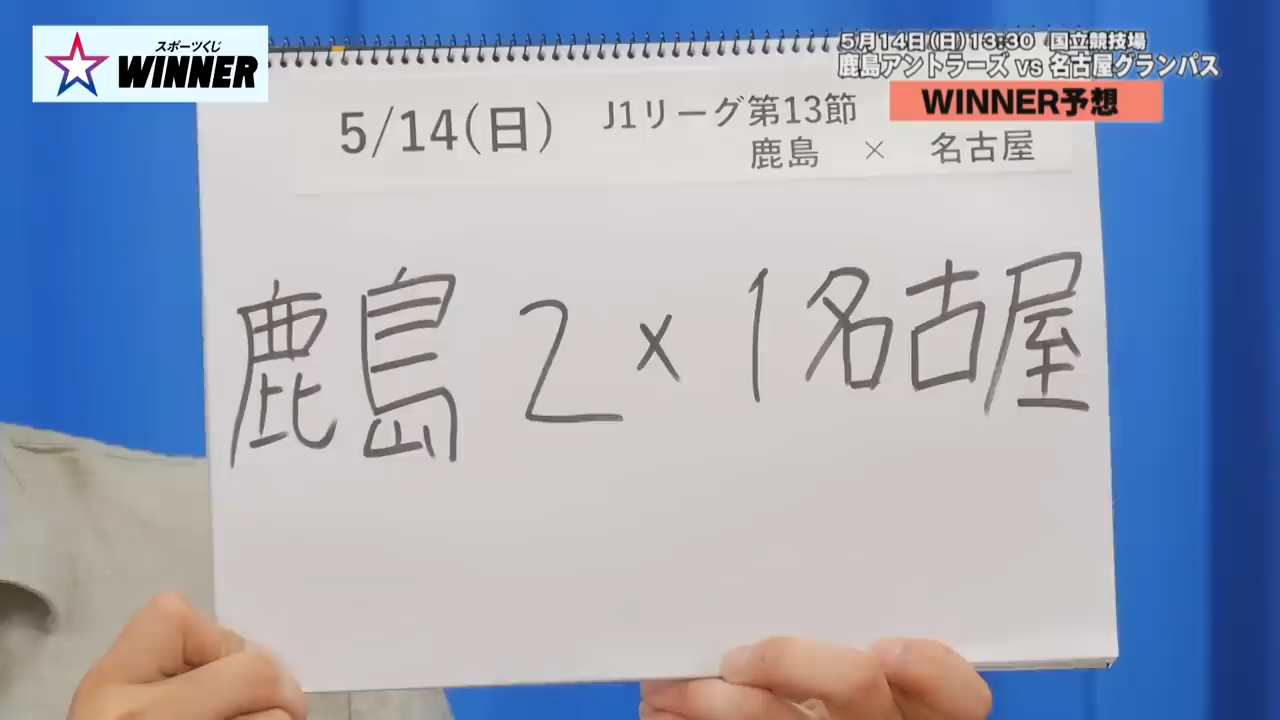 スポーツくじ
WINNER
5月14日(日)13:30 国立競技場
鹿島アントラーズ vs 名古屋グランパス
WINNER予想
5/14(日) J1リーグ第13節
鹿島 × 名古屋
鹿島 2 × 1 名古屋